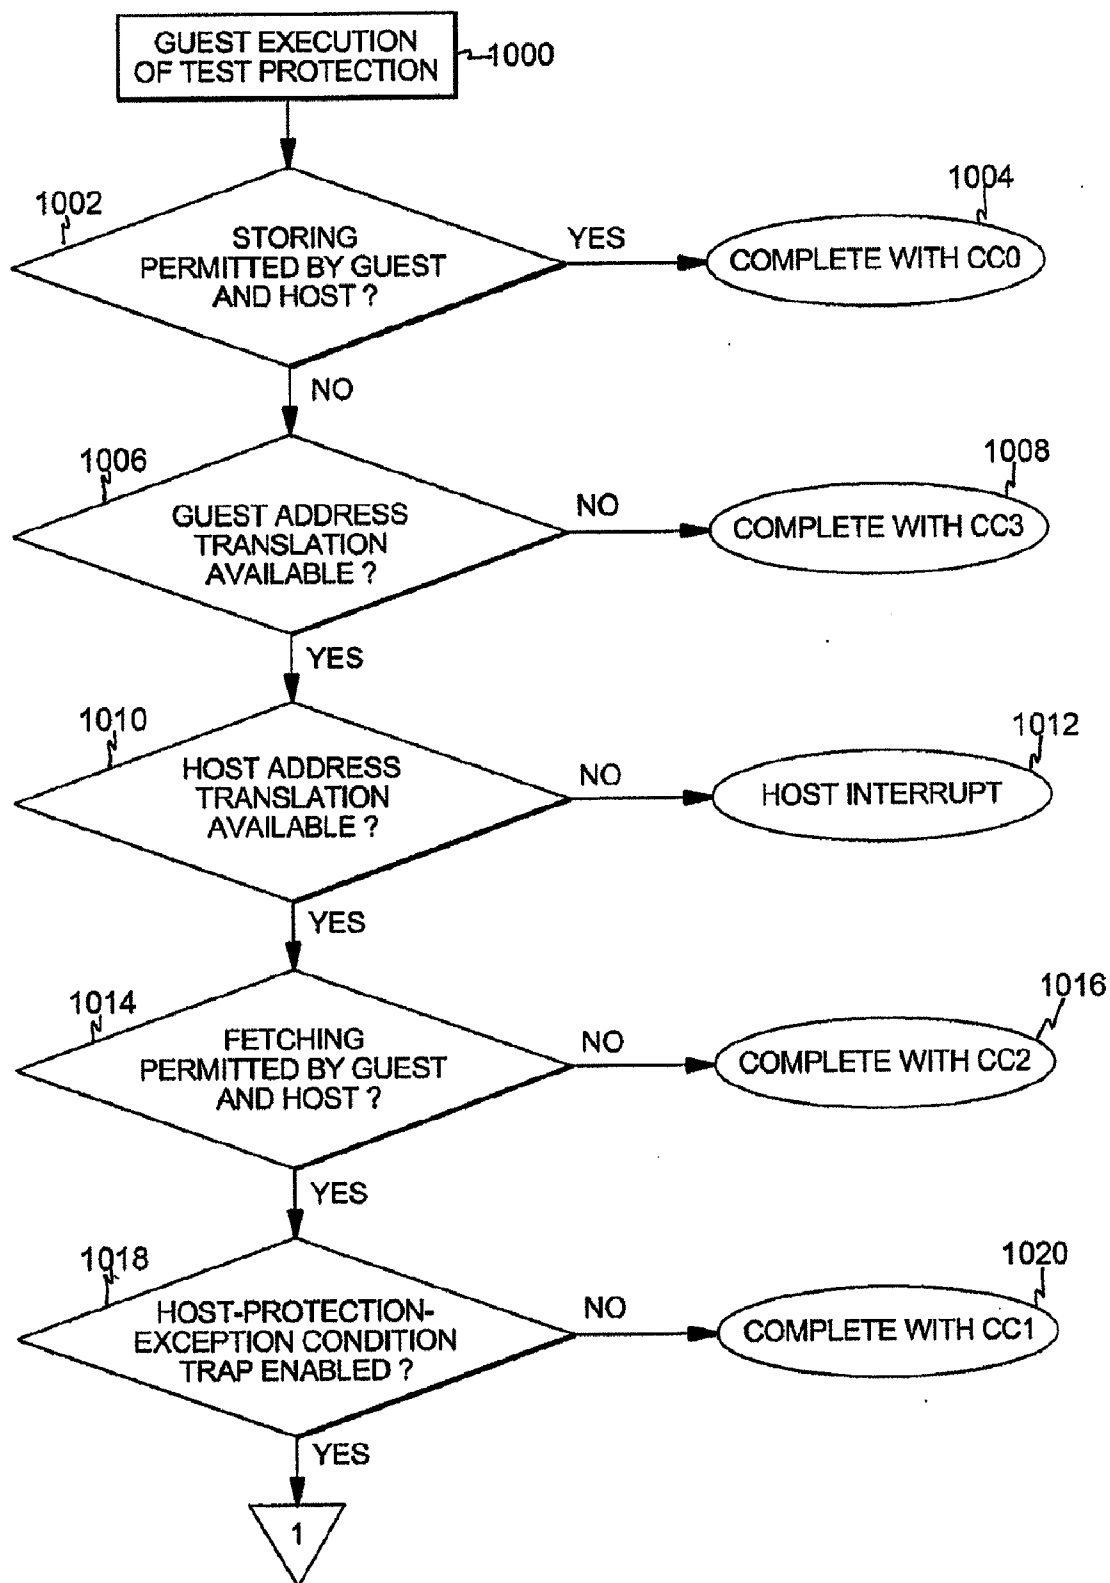 GUEST EXECUTION
OF TEST PROTECTION
1000
1002
STORING
PERMITTED BY GUEST
AND HOST ?
YES
1004
COMPLETE WITH CC0
NO
1006
GUEST ADDRESS
TRANSLATION
AVAILABLE ?
NO
1008
COMPLETE WITH CC3
YES
1010
HOST ADDRESS
TRANSLATION
AVAILABLE ?
NO
1012
HOST INTERRUPT
YES
1014
FETCHING
PERMITTED BY GUEST
AND HOST ?
NO
1016
COMPLETE WITH CC2
YES
1018
HOST-PROTECTION-
EXCEPTION CONDITION
TRAP ENABLED ?
NO
1020
COMPLETE WITH CC1
YES
1